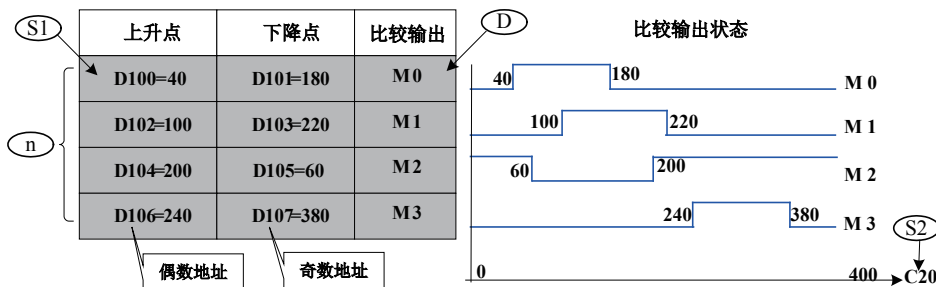 S1
上升点 下降点 比较输出
D
比较输出状态
D100=40 D101=180 M0
D102=100 D103=220 M1
D104=200 D105=60 M2
D106=240 D107=380 M3
n
偶数地址 奇数地址
40 180 M 0
100 220 M 1
60 200 M 2
240 380 M 3
S2
0 400 C20